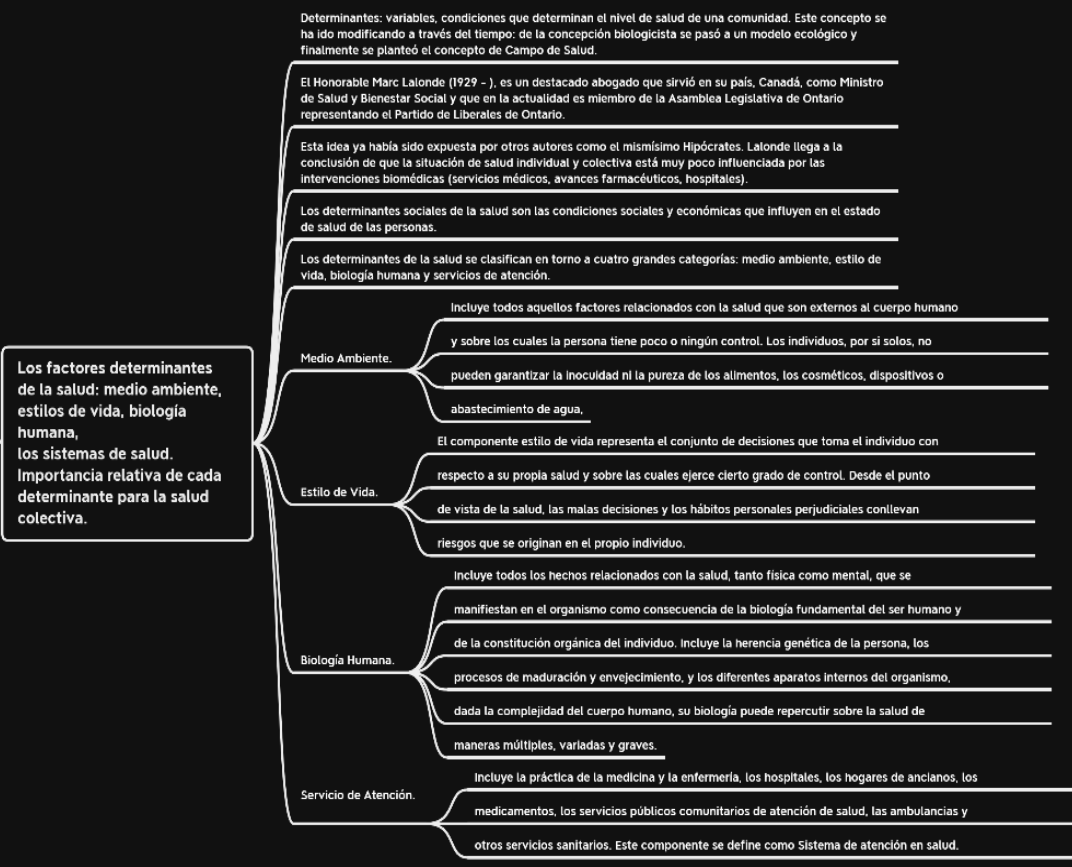 Determinantes: variables, condiciones que determinan el nivel de salud de una comunidad. Este concepto se
ha ido modificando a través del tiempo: de la concepción biologicista se pasó a un modelo ecológico y
finalmente se planteó el concepto de Campo de Salud.
El Honorable Marc Lalonde (1929 - ), es un destacado abogado que sirvió en su país, Canadá, como Ministro
de Salud y Bienestar Social y que en la actualidad es miembro de la Asamblea Legislativa de Ontario
representando el Partido de Liberales de Ontario.
Esta idea ya había sido expuesta por otros autores como el mismísimo Hipócrates. Lalonde llega a la
conclusión de que la situación de salud individual y colectiva está muy poco influenciada por las
intervenciones biomédicas (servicios médicos, avances farmacéuticos, hospitales).
Los determinantes sociales de la salud son las condiciones sociales y económicas que influyen en el estado
de salud de las personas.
Los determinantes de la salud se clasifican en torno a cuatro grandes categorías: medio ambiente, estilo de
vida, biología humana y servicios de atención.
Los factores determinantes
de la salud: medio ambiente,
estilos de vida, biología
humana,
los sistemas de salud.
Importancia relativa de cada
determinante para la salud
colectiva.
Medio Ambiente.
Incluye todos aquellos factores relacionados con la salud que son externos al cuerpo humano
y sobre los cuales la persona tiene poco o ningún control. Los individuos, por si solos, no
pueden garantizar la inocuidad ni la pureza de los alimentos, los cosméticos, dispositivos o
abastecimiento de agua,
Estilo de Vida.
El componente estilo de vida representa el conjunto de decisiones que toma el individuo con
respecto a su propia salud y sobre las cuales ejerce cierto grado de control. Desde el punto
de vista de la salud, las malas decisiones y los hábitos personales perjudiciales conllevan
riesgos que se originan en el propio individuo.
Biología Humana.
Incluye todos los hechos relacionados con la salud, tanto física como mental, que se
manifiestan en el organismo como consecuencia de la biología fundamental del ser humano y
de la constitución orgánica del individuo. Incluye la herencia genética de la persona, los
procesos de maduración y envejecimiento, y los diferentes aparatos internos del organismo,
dada la complejidad del cuerpo humano, su biología puede repercutir sobre la salud de
maneras múltiples, variadas y graves.
Servicio de Atención.
Incluye la práctica de la medicina y la enfermería, los hospitales, los hogares de ancianos, los
medicamentos, los servicios públicos comunitarios de atención de salud, las ambulancias y
otros servicios sanitarios. Este componente se define como Sistema de atención en salud.